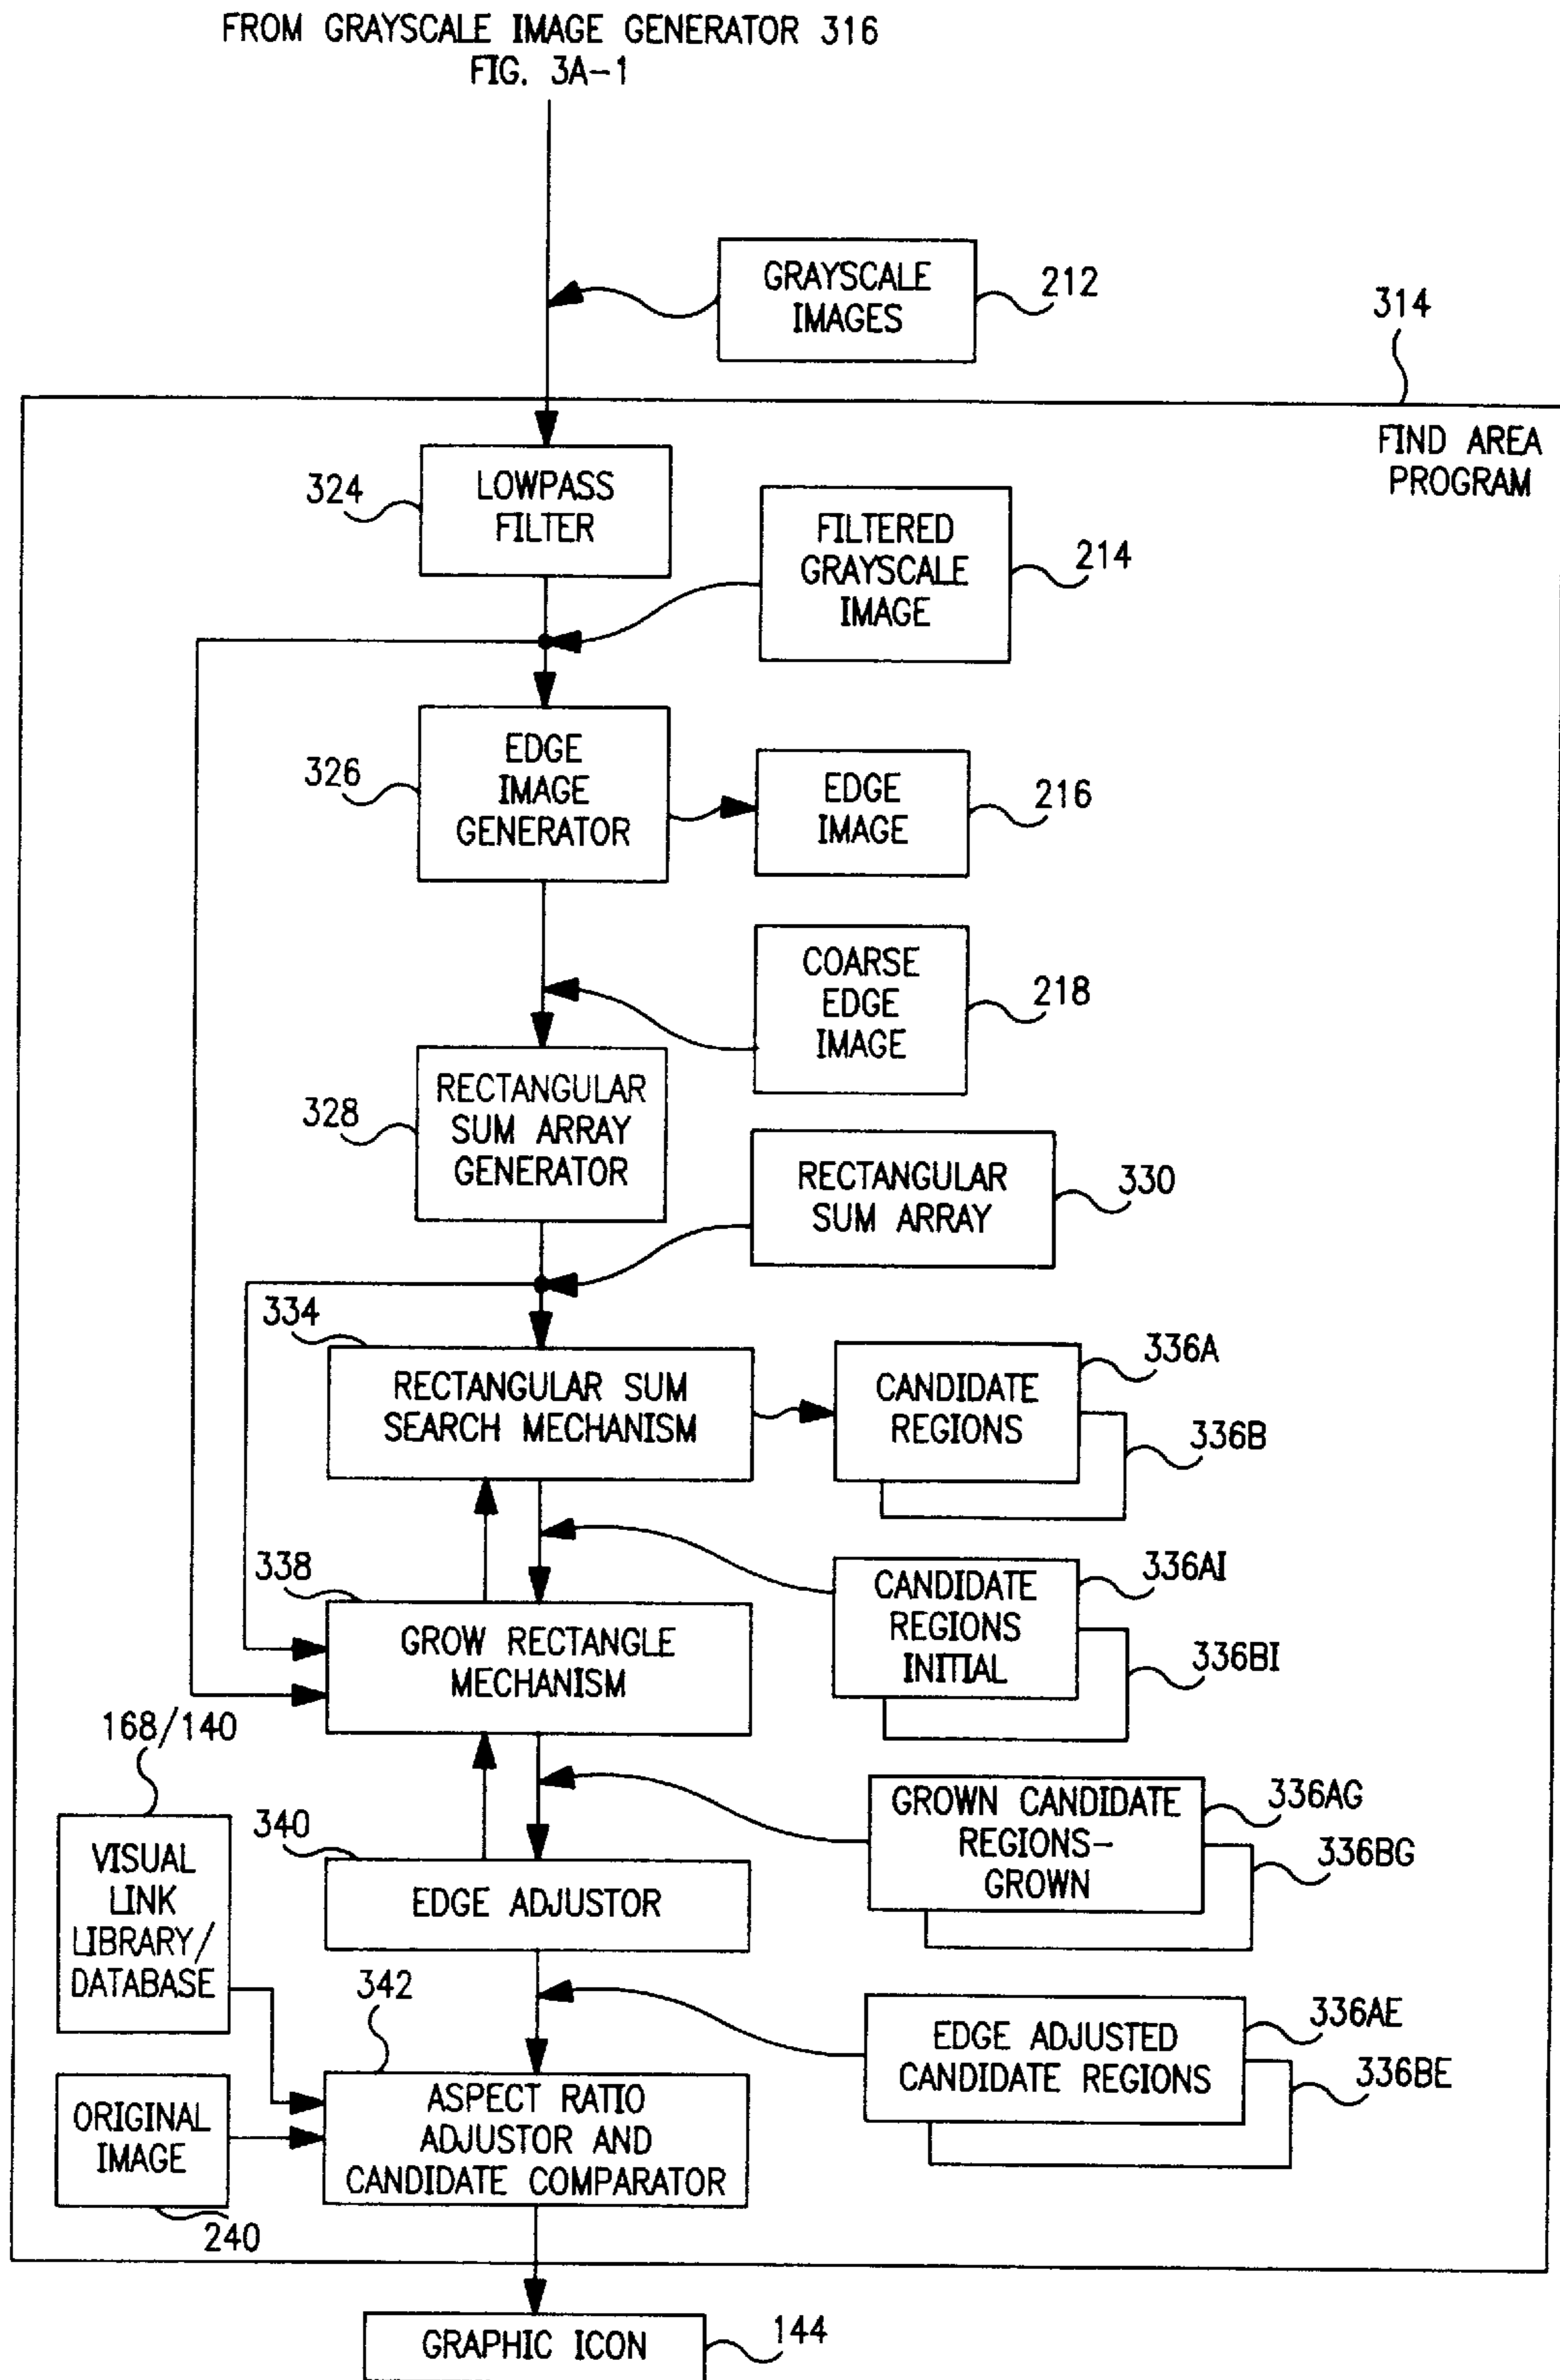 FROM GRAYSCALE IMAGE GENERATOR 316
FIG. 3A-1
GRAYSCALE
IMAGES
212
314
FIND AREA
PROGRAM
324
LOWPASS
FILTER
FILTERED
GRAYSCALE
IMAGE
214
326
EDGE
IMAGE
GENERATOR
EDGE
IMAGE
216
COARSE
EDGE
IMAGE
218
328
RECTANGULAR
SUM ARRAY
GENERATOR
RECTANGULAR
SUM ARRAY
330
334
RECTANGULAR SUM
SEARCH MECHANISM
CANDIDATE
REGIONS
336A
336B
338
GROW RECTANGLE
MECHANISM
CANDIDATE
REGIONS
INITIAL
336AI
336BI
168/140
VISUAL
LINK
LIBRARY/
DATABASE
340
EDGE ADJUSTOR
GROWN CANDIDATE
REGIONS-
GROWN
336AG
336BG
342
EDGE ADJUSTED
CANDIDATE REGIONS
336AE
336BE
ORIGINAL
IMAGE
240
ASPECT RATIO
ADJUSTOR AND
CANDIDATE COMPARATOR
GRAPHIC ICON
144